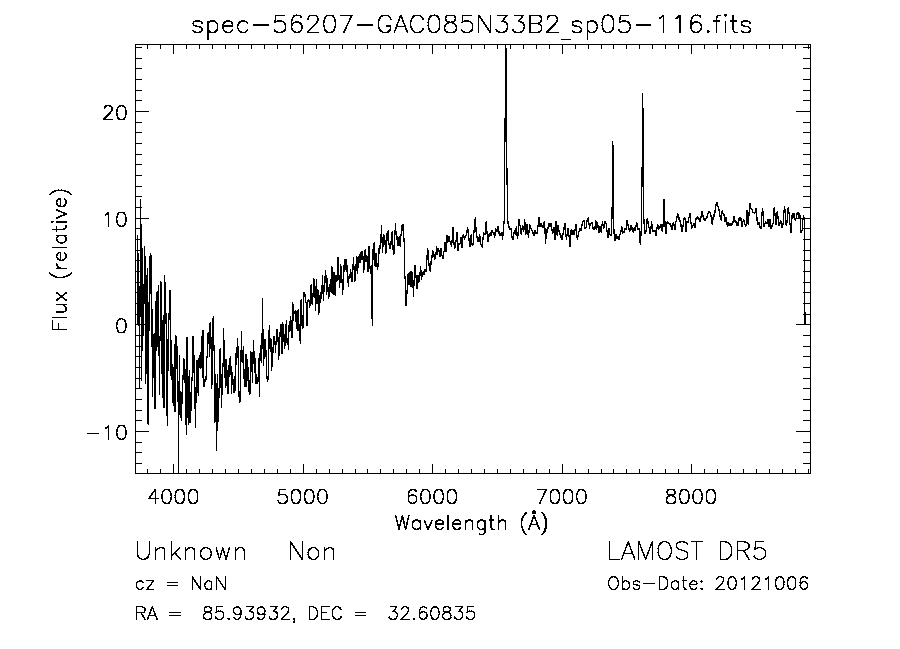 spec-56207-GAC085N33B2_sp05-116.fits
20
10
0
-10
Flux (relative)
4000 5000 6000 7000 8000
Wavelength (Å)
Unknown Non LAMOST DR5
cz = NaN Obs-Date: 20121006
RA = 85.93932, DEC = 32.60835